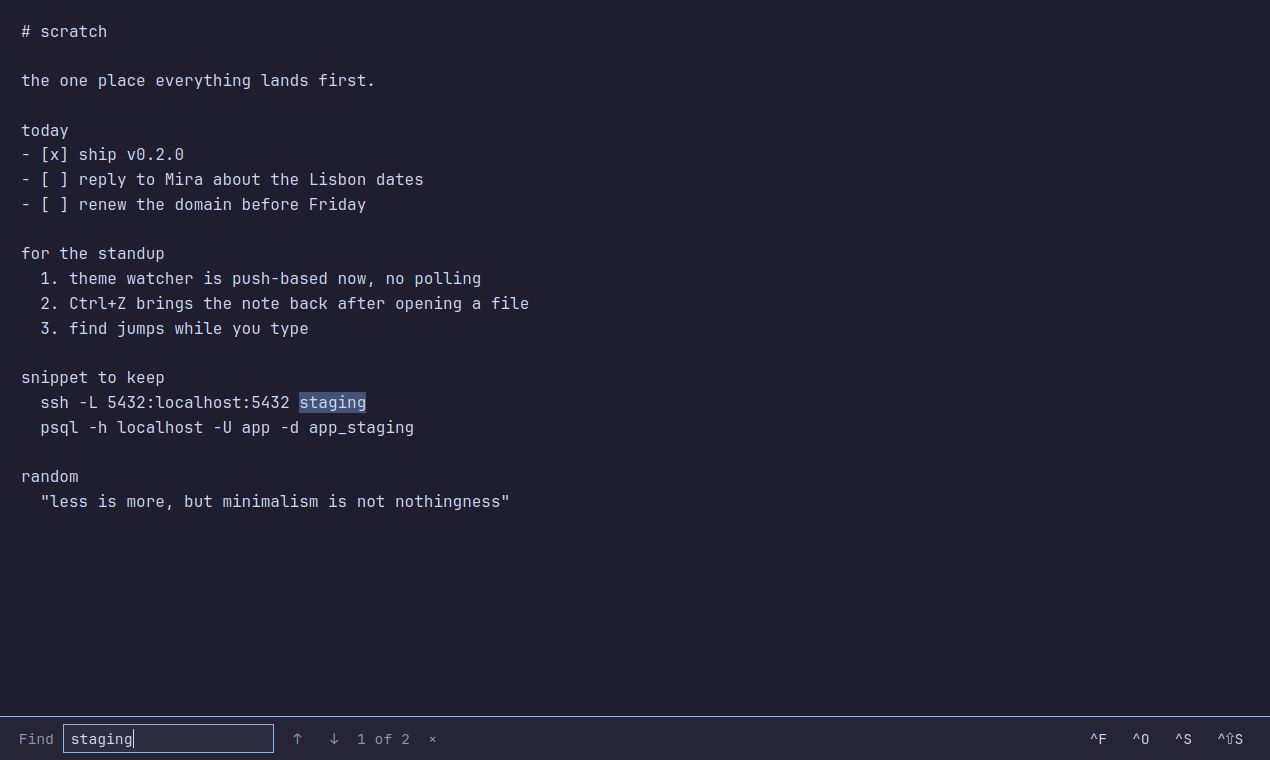 # scratch
the one place everything lands first.
today
- [x] ship v0.2.0
- [ ] reply to Mira about the Lisbon dates
- [ ] renew the domain before Friday
for the standup
1. theme watcher is push-based now, no polling
2. Ctrl+Z brings the note back after opening a file
3. find jumps while you type
snippet to keep
ssh -L 5432:localhost:5432 staging
psql -h localhost -U app -d app_staging
random
"less is more, but minimalism is not nothingness"
Find staging ↑ ↓ 1 of 2 × ^F ^O ^S ^⇧S